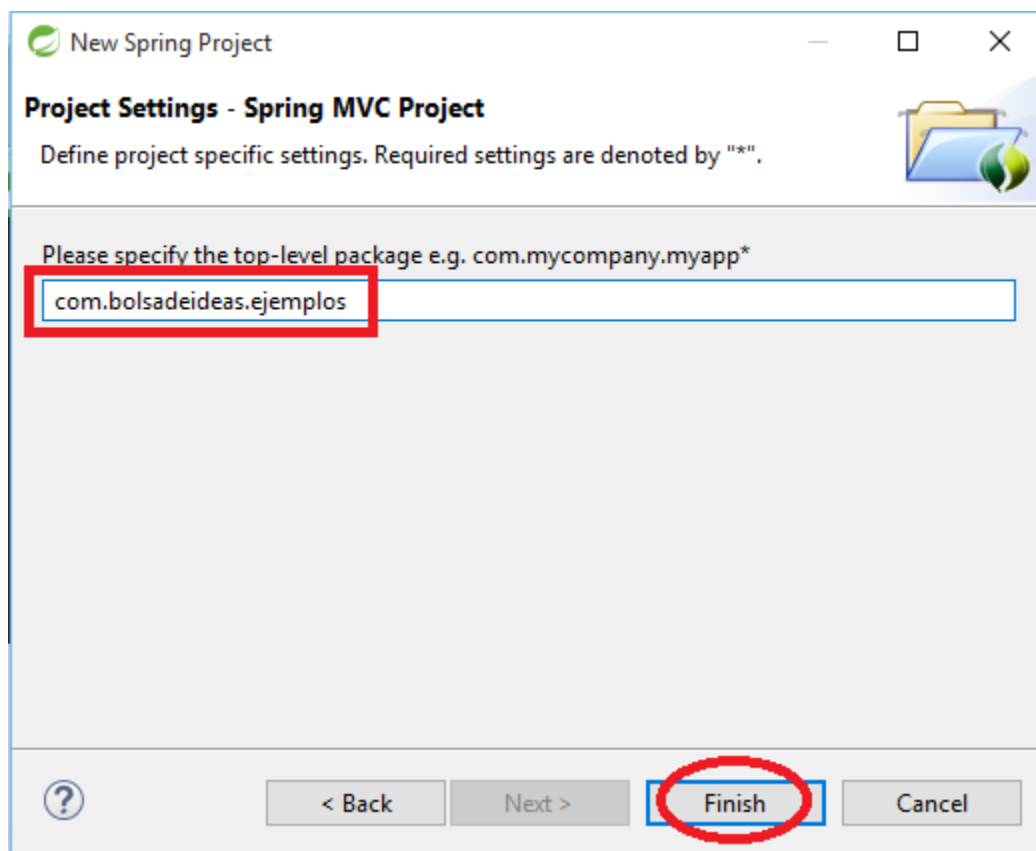 New Spring Project
Project Settings - Spring MVC Project
Define project specific settings. Required settings are denoted by "*".
Please specify the top-level package e.g. com.mycompany.myapp*
com.bolsadeideas.ejemplos
? < Back Next > Finish Cancel